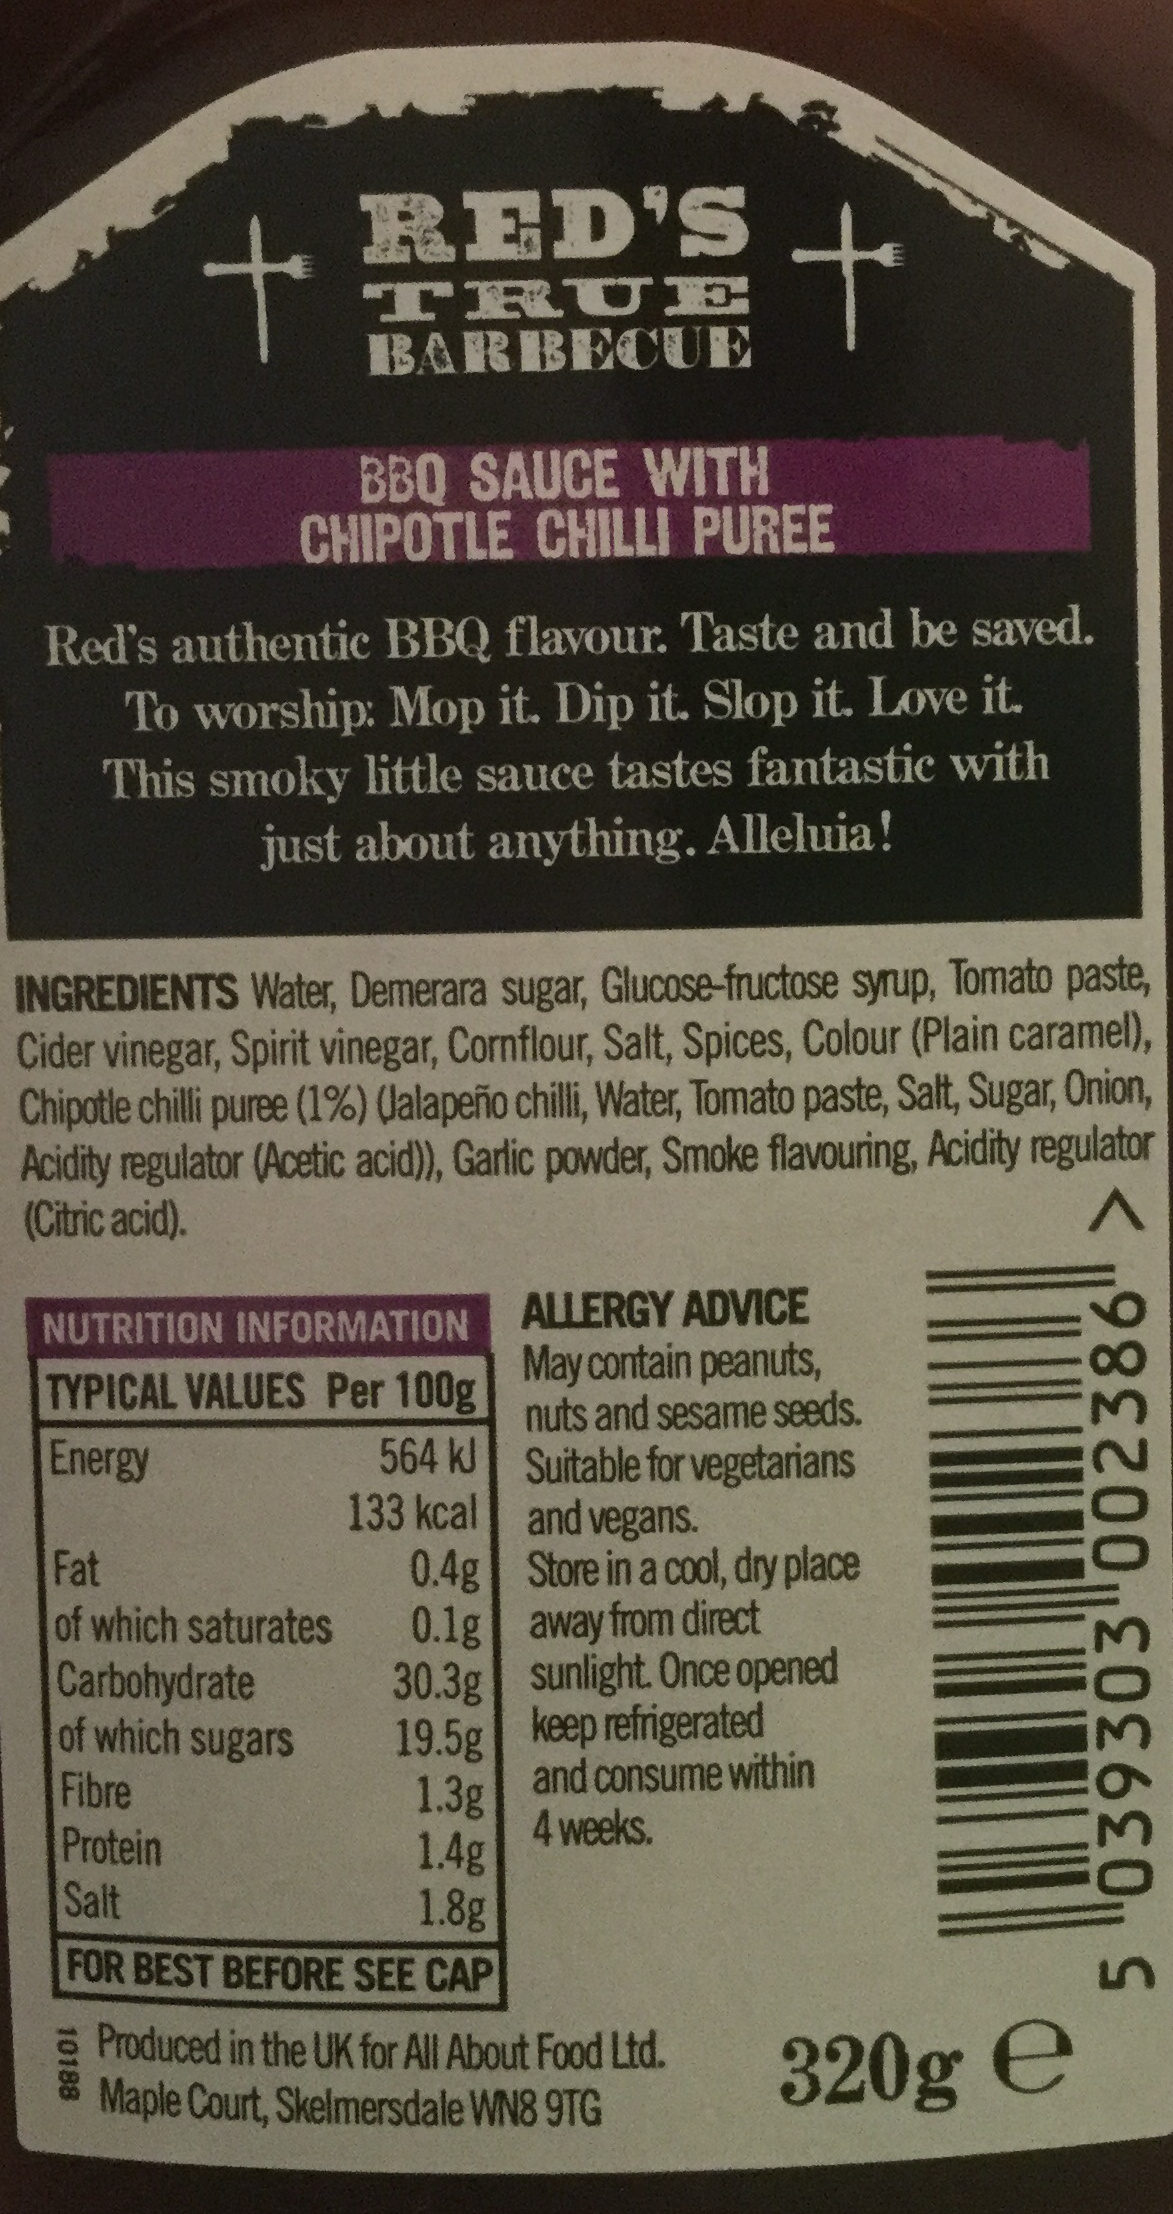 RED'S
TRUE
BARBECUE
BBQ SAUCE WITH
CHIPOTLE CHILLI PUREE
Red's authentic BBQ flavour. Taste and be saved.
To worship: Mop it. Dip it. Slop it. Love it.
This smoky little sauce tastes fantastic with
just about anything. Alleluia!
INGREDIENTS Water, Demerara sugar, Glucose-fructose syrup, Tomato paste,
Cider vinegar, Spirit vinegar, Cornflour, Salt, Spices, Colour (Plain caramel),
Chipotle chilli puree (1%) (Jalapeño chilli, Water, Tomato paste, Salt, Sugar, Onion,
Acidity regulator (Acetic acid)), Garlic powder, Smoke flavouring, Acidity regulator
(Citric acid).
NUTRITION INFORMATION
TYPICAL VALUES Per 100g
Energy 564 kJ
133 kcal
Fat 0.4g
of which saturates 0.1g
Carbohydrate 30.3g
of which sugars 19.5g
Fibre 1.3g
Protein 1.4g
Salt 1.8g
FOR BEST BEFORE SEE CAP
ALLERGY ADVICE
May contain peanuts,
nuts and sesame seeds.
Suitable for vegetarians
and vegans.
Store in a cool, dry place
away from direct
sunlight. Once opened
keep refrigerated
and consume within
4 weeks.
5 039303 002386 >
10188
Produced in the UK for All About Food Ltd.
Maple Court, Skelmersdale WN8 9TG
320g e